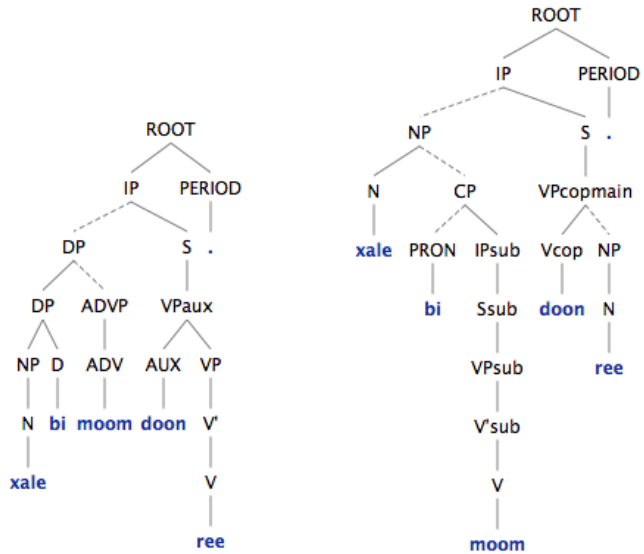 ROOT
IP PERIOD
DP S .
DP ADVP VPaux
NP D ADV AUX VP
N bi moom doon V'
xale V
ree
ROOT
IP PERIOD
NP S .
N CP VPcopmain
xale PRON IPsub Vcop NP
bi Ssub doon N
VPsub ree
V'sub
V
moom